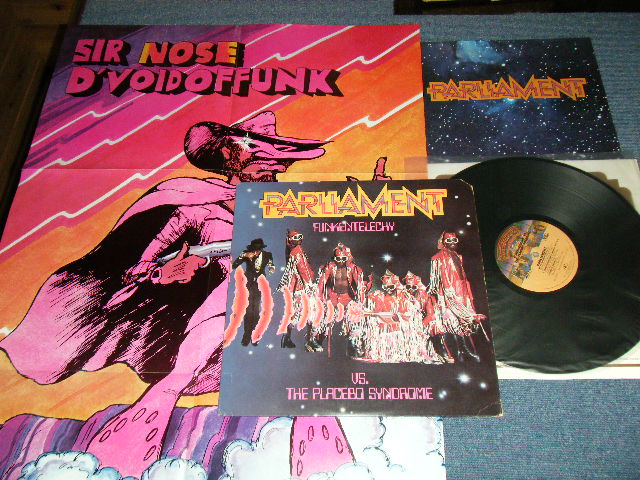 SIR NOSE
D'VOIDOFFUNK
PARLIAMENT
PARLIAMENT
FUNKENTELECHY
VS.
THE PLACEBO SYNDROME